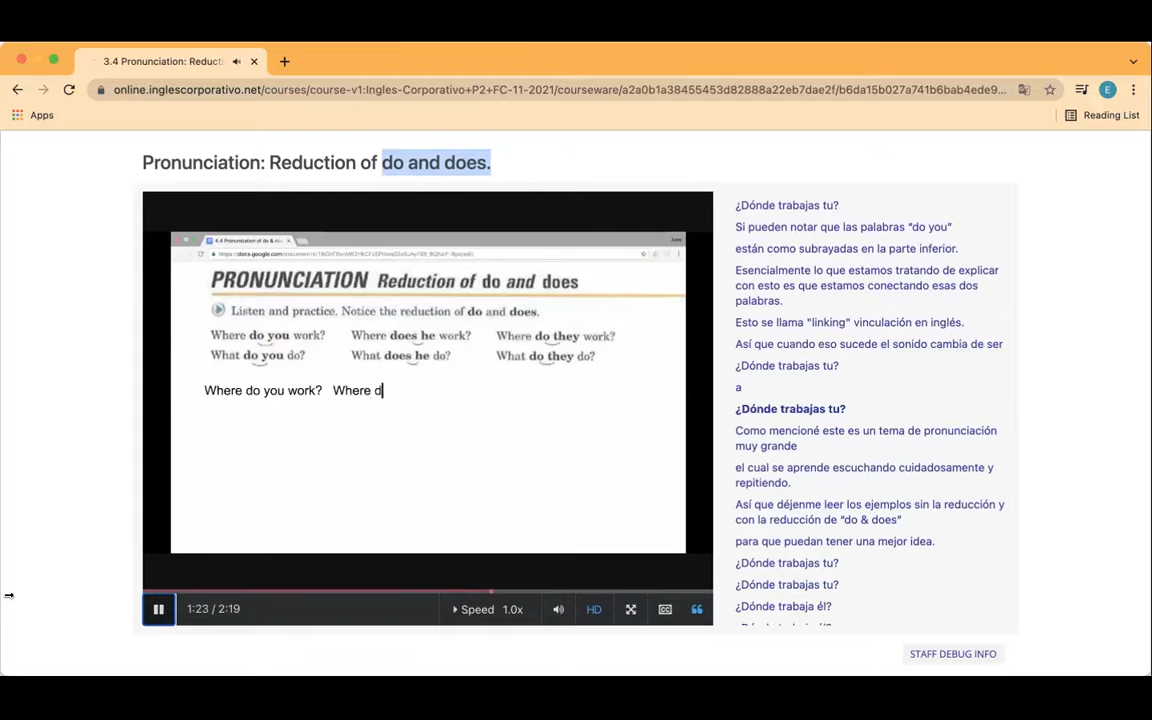 3.4 Pronunciation: Reducti
online.inglescorporativo.net/courses/course-v1:Ingles-Corporativo+P2+FC-11-2021/courseware/a2a0b1a38455453d82888a22eb7dae2f/b6da15b027a741b6bab4ede9...
E
Apps
Reading List
Pronunciation: Reduction of do and does.
PRONUNCIATION Reduction of do and does
Listen and practice. Notice the reduction of do and does.
Where do you work? Where does he work? Where do they work?
What do you do? What does he do? What do they do?
Where do you work? Where d
1:23 / 2:19
Speed 1.0x
HD
CC
¿Dónde trabajas tu?
Si pueden notar que las palabras “do you”
están como subrayadas en la parte inferior.
Esencialmente lo que estamos tratando de explicar
con esto es que estamos conectando esas dos
palabras.
Esto se llama "linking" vinculación en inglés.
Así que cuando eso sucede el sonido cambia de ser
¿Dónde trabajas tu?
a
¿Dónde trabajas tu?
Como mencioné este es un tema de pronunciación
muy grande
el cual se aprende escuchando cuidadosamente y
repitiendo.
Así que déjenme leer los ejemplos sin la reducción y
con la reducción de “do & does”
para que puedan tener una mejor idea.
¿Dónde trabajas tu?
¿Dónde trabajas tu?
¿Dónde trabaja él?
STAFF DEBUG INFO